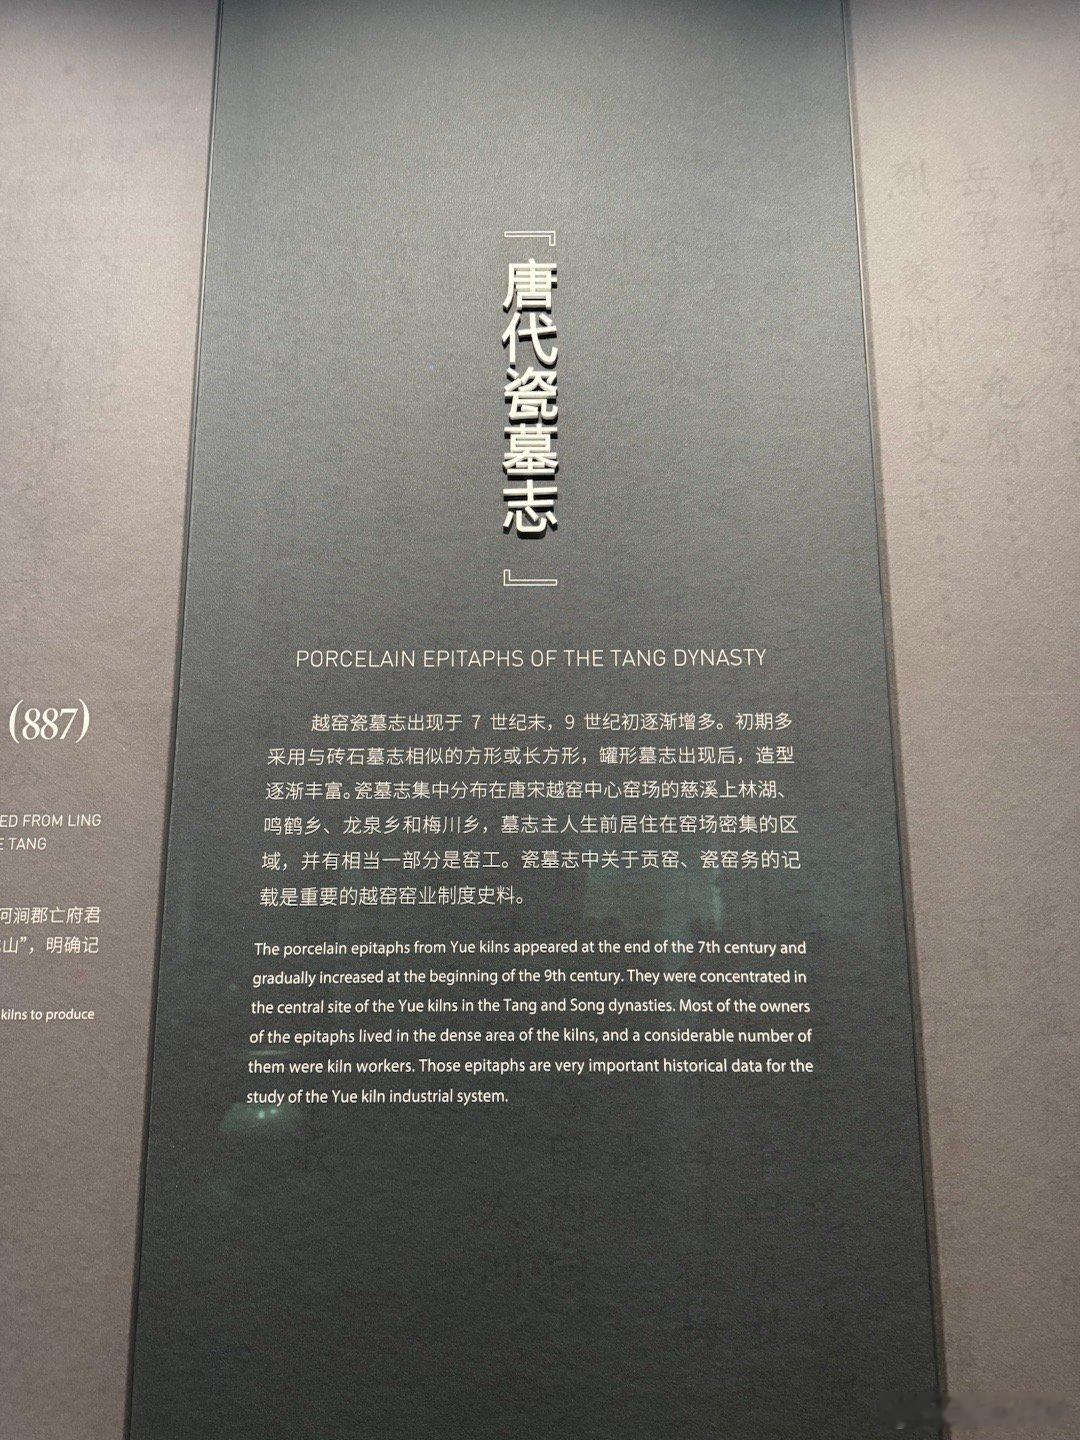 『唐代瓷墓志』
PORCELAIN EPITAPHS OF THE TANG DYNASTY
越窑瓷墓志出现于 7 世纪末，9 世纪初逐渐增多。初期多
采用与砖石墓志相似的方形或长方形，罐形墓志出现后，造型
逐渐丰富。瓷墓志集中分布在唐宋越窑中心窑场的慈溪上林湖、
鸣鹤乡、龙泉乡和梅川乡，墓志主人生前居住在窑场密集的区
域，并有相当一部分是窑工。瓷墓志中关于贡窑、瓷窑务的记
载是重要的越窑窑业制度史料。
The porcelain epitaphs from Yue kilns appeared at the end of the 7th century and
gradually increased at the beginning of the 9th century. They were concentrated in
the central site of the Yue kilns in the Tang and Song dynasties. Most of the owners
of the epitaphs lived in the dense area of the kilns, and a considerable number of
them were kiln workers. Those epitaphs are very important historical data for the
study of the Yue kiln industrial system.
(887)
ED FROM LING
E TANG
河涧郡亡府君
山”，明确记
kilns to produce